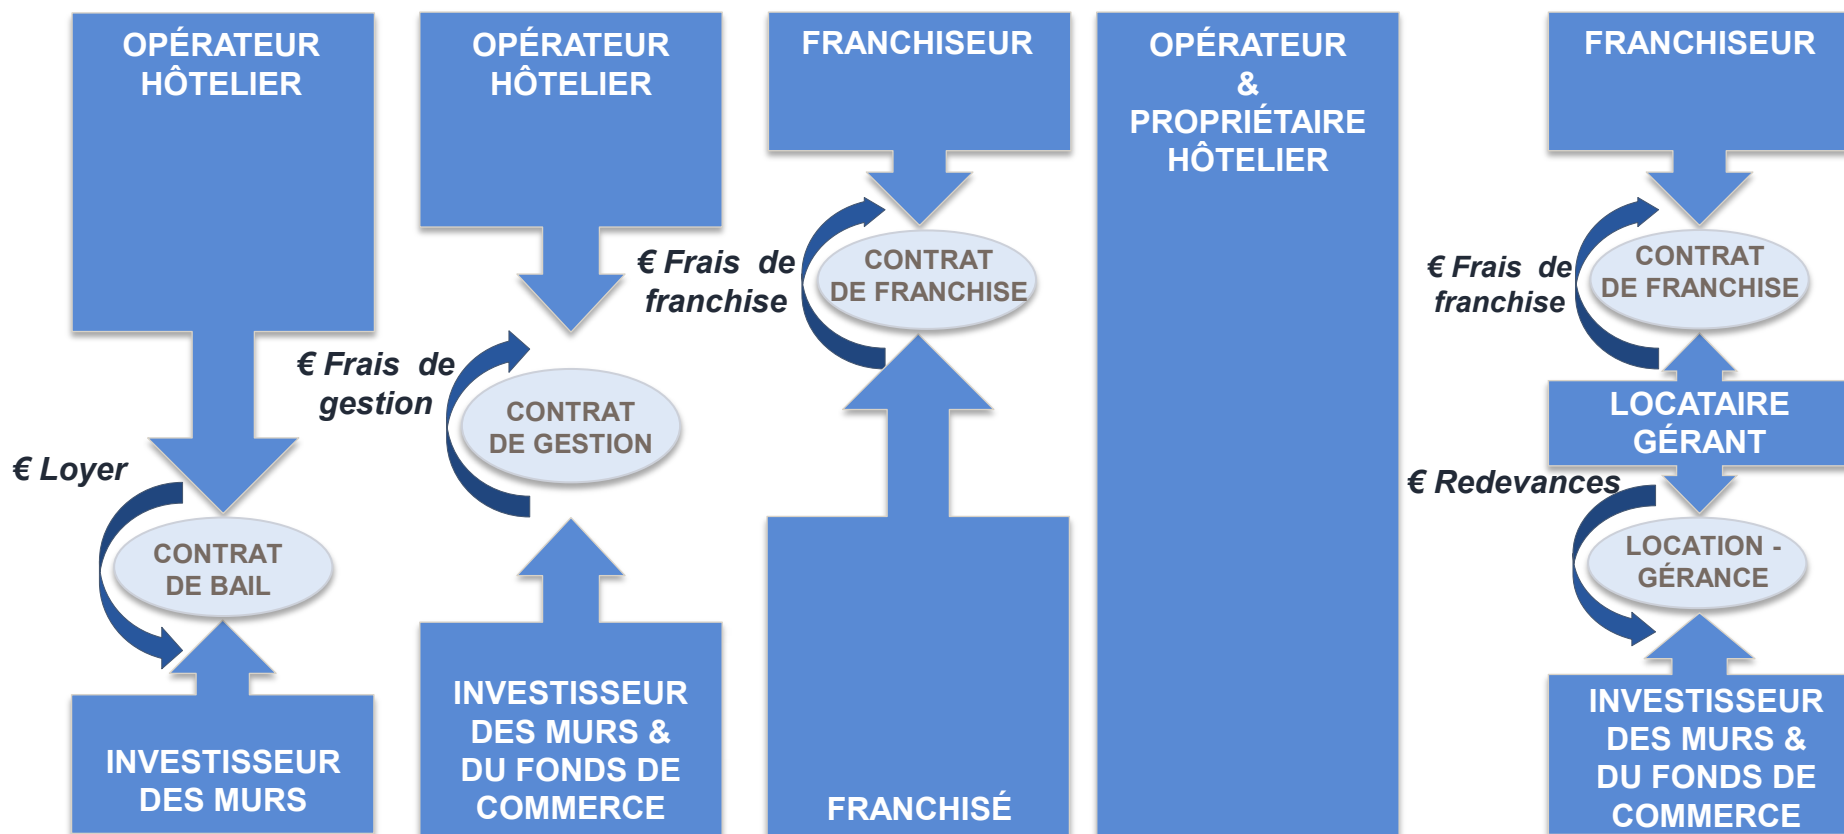 OPÉRATEUR
HÔTELIER
€ Loyer
CONTRAT
DE BAIL
INVESTISSEUR
DES MURS
OPÉRATEUR
HÔTELIER
€ Frais de
gestion
CONTRAT
DE GESTION
INVESTISSEUR
DES MURS &
DU FONDS DE
COMMERCE
FRANCHISEUR
€ Frais de
franchise
CONTRAT
DE FRANCHISE
FRANCHISÉ
OPÉRATEUR
&
PROPRIÉTAIRE
HÔTELIER
FRANCHISEUR
€ Frais de
franchise
CONTRAT
DE FRANCHISE
LOCATAIRE
GÉRANT
€ Redevances
LOCATION -
GÉRANCE
INVESTISSEUR
DES MURS &
DU FONDS DE
COMMERCE